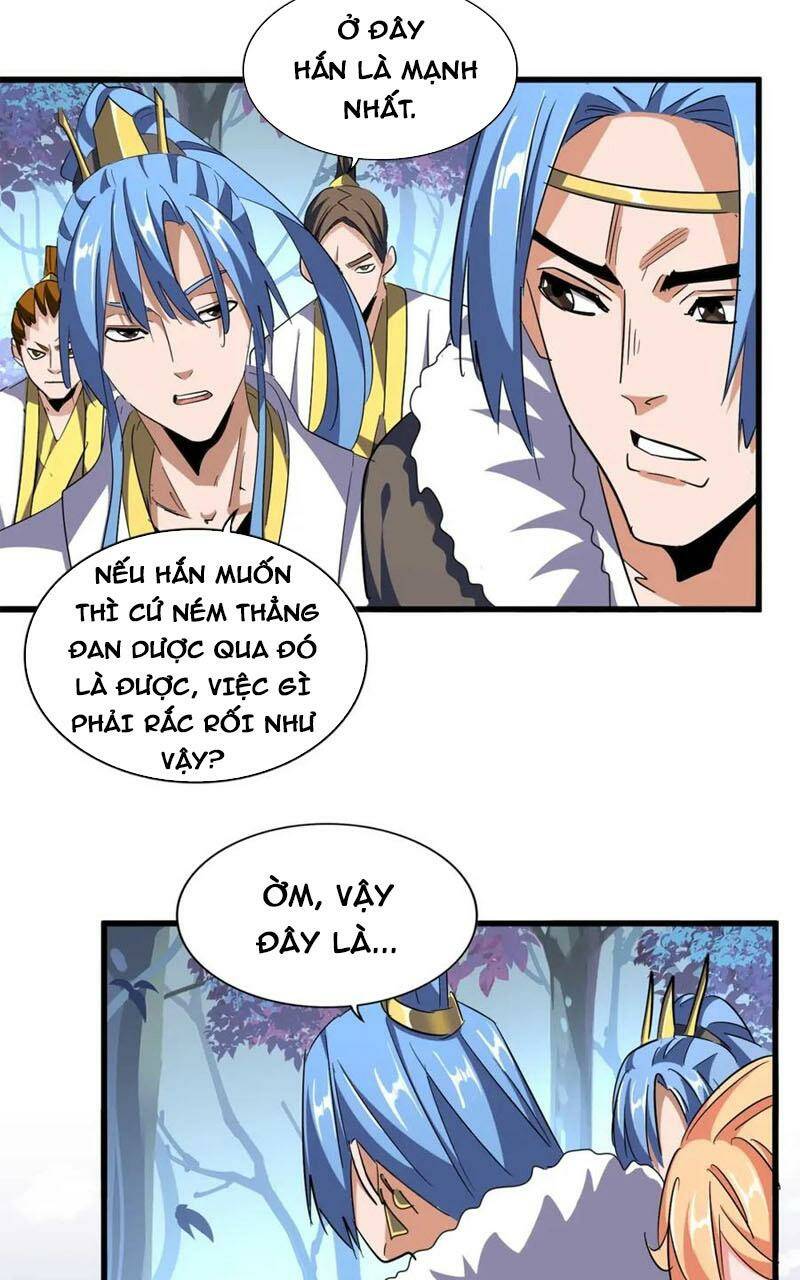 Ở ĐÂY
HẮN LÀ MẠNH
NHẤT.
NẾU HẮN MUỐN
THÌ CỨ NÉM THẲNG
ĐAN DƯỢC QUA ĐÓ
LÀ ĐƯỢC, VIỆC GÌ
PHẢI RẮC RỐI NHƯ
VẬY?
ỜM, VẬY
ĐÂY LÀ...